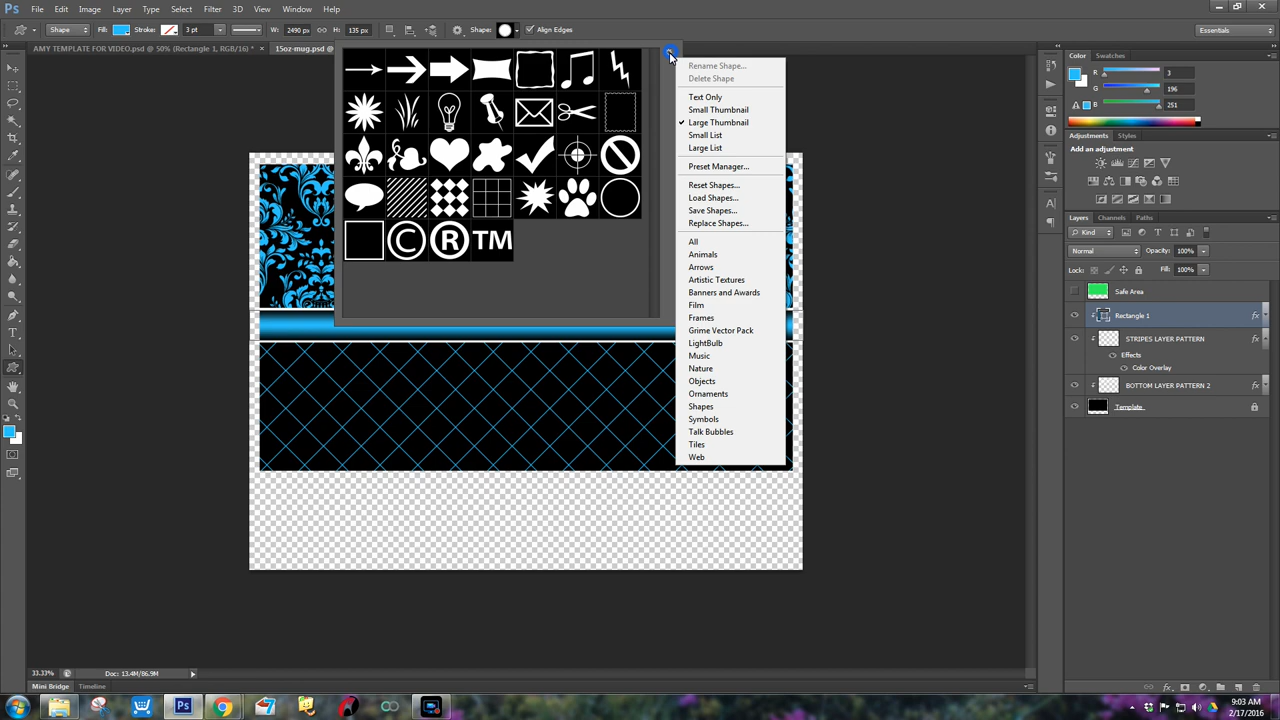 Ps File Edit Image Layer Type Select Filter 3D View Window Help
Shape Fill: Stroke: 3 pt W: 2490 px H: 135 px Shape: Align Edges Essentials
AMY TEMPLATE FOR VIDEO.psd @ 50% (Rectangle 1, RGB/16) * × 15oz-mug.psd @
Rename Shape...
Delete Shape
Text Only
Small Thumbnail
✓ Large Thumbnail
Small List
Large List
Preset Manager...
Reset Shapes...
Load Shapes...
Save Shapes...
Replace Shapes...
All
Animals
Arrows
Artistic Textures
Banners and Awards
Film
Frames
Grime Vector Pack
LightBulb
Music
Nature
Objects
Ornaments
Shapes
Symbols
Talk Bubbles
Tiles
Web
© ® TM
Color Swatches
R 3
G 196
B 251
Adjustments Styles
Add an adjustment
Layers Channels Paths
Kind
Normal Opacity: 100%
Lock: Fill: 100%
Safe Area
Rectangle 1 fx
STRIPES LAYER PATTERN fx
Effects
Color Overlay
BOTTOM LAYER PATTERN 2 fx
Template
33.33% Doc: 13.4M/86.9M
Mini Bridge Timeline
9:03 AM
2/17/2016